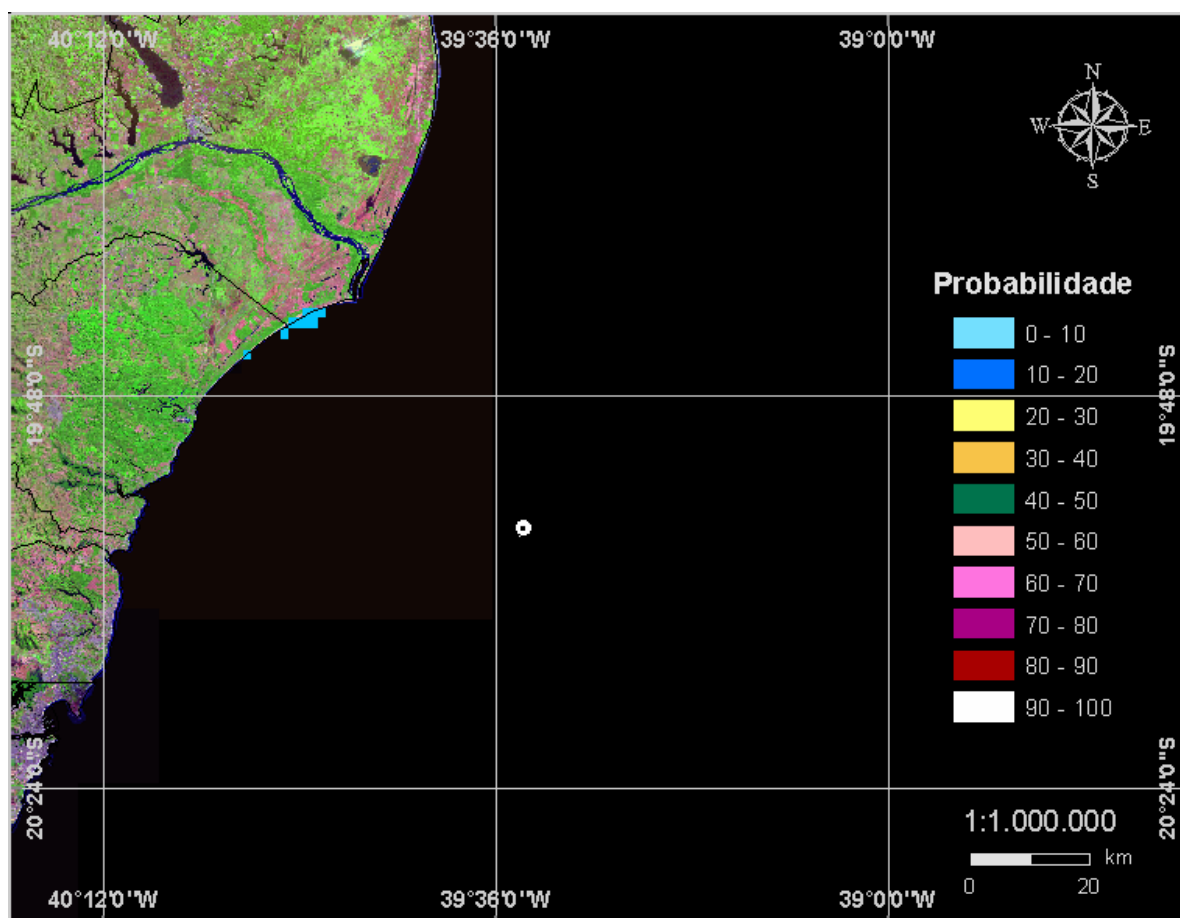 40°12'0"W
39°36'0"W
39°0'0"W
N
W
E
S
Probabilidade
0 - 10
10 - 20
20 - 30
30 - 40
40 - 50
50 - 60
60 - 70
70 - 80
80 - 90
90 - 100
19°48'0"S
19°48'0"S
20°24'0"S
20°24'0"S
1:1.000.000
km
0
20
40°12'0"W
39°36'0"W
39°0'0"W